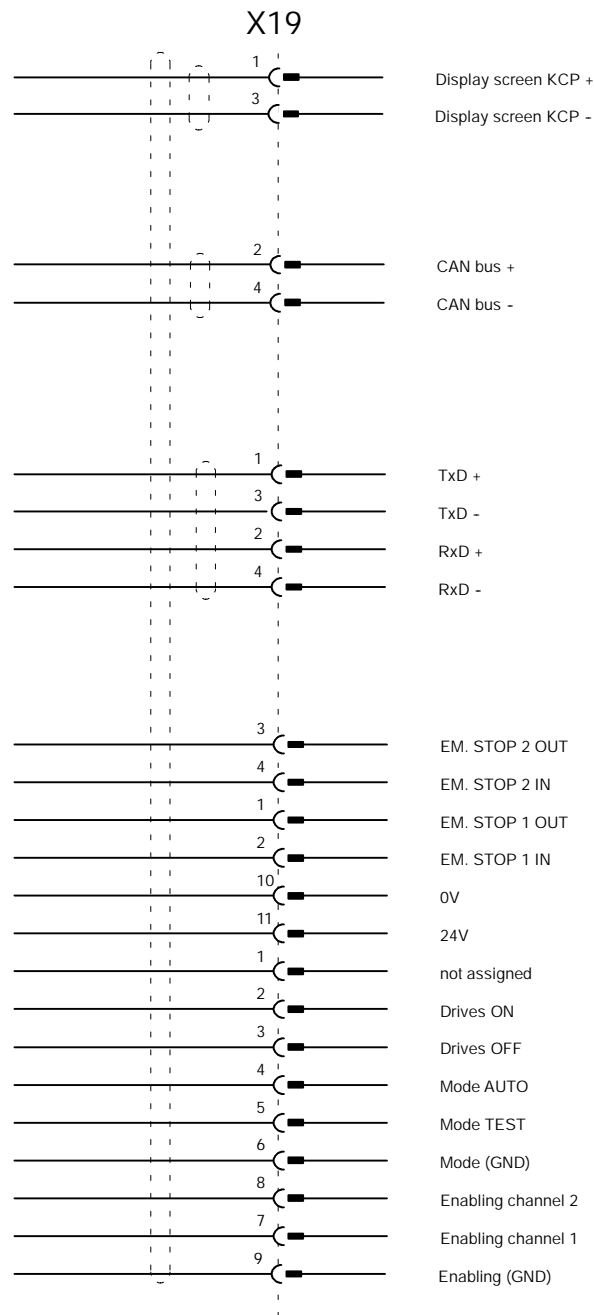 X19
1 Display screen KCP +
3 Display screen KCP -
2 CAN bus +
4 CAN bus -
1 TxD +
3 TxD -
2 RxD +
4 RxD -
3 EM. STOP 2 OUT
4 EM. STOP 2 IN
1 EM. STOP 1 OUT
2 EM. STOP 1 IN
10 0V
11 24V
1 not assigned
2 Drives ON
3 Drives OFF
4 Mode AUTO
5 Mode TEST
6 Mode (GND)
8 Enabling channel 2
7 Enabling channel 1
9 Enabling (GND)